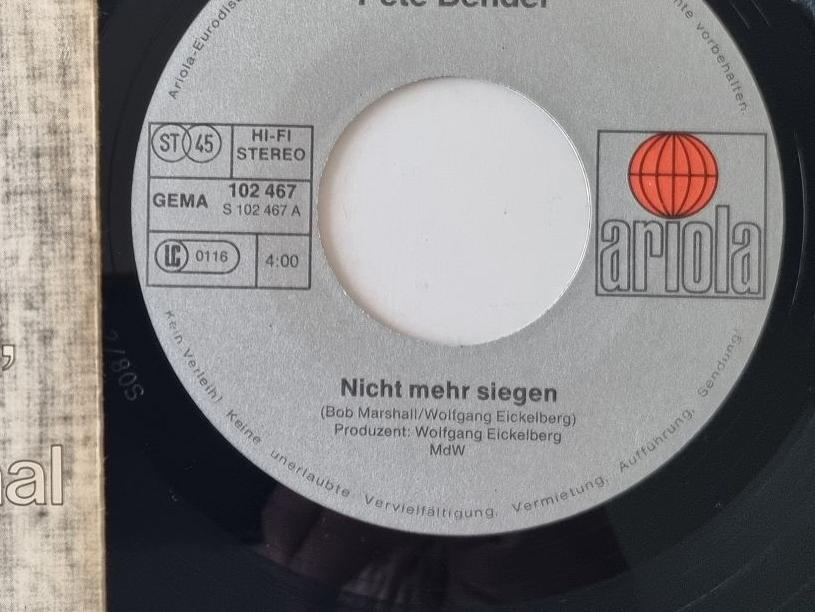 Pete Bender
Ariola-Eurodisc
vorbehalten.
ST 45
HI-FI
STEREO
GEMA
102 467
S 102 467 A
LC 0116
4:00
ariola
Nicht mehr siegen
(Bob Marshall/Wolfgang Eickelberg)
Produzent: Wolfgang Eickelberg
MdW
Kein Verleih! Keine unerlaubte Vervielfältigung, Vermietung, Aufführung, Sendung!
S08/2
,
al